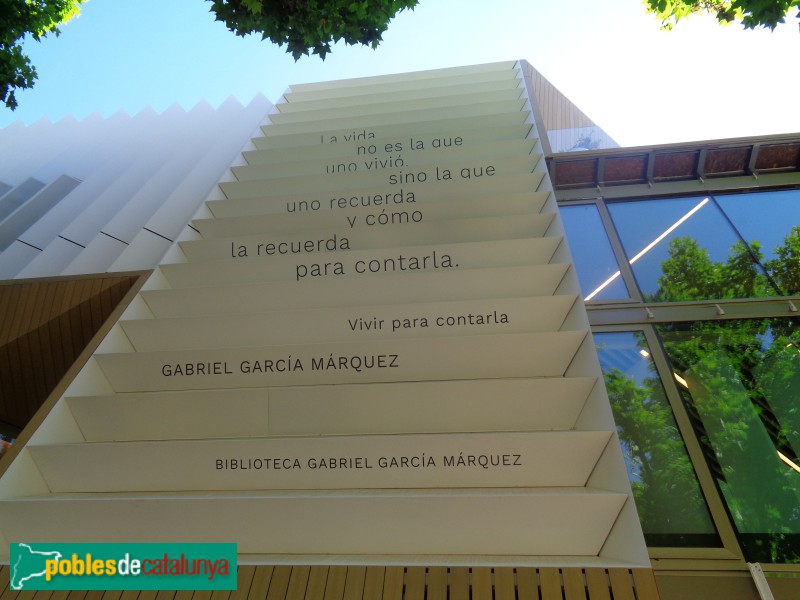 La vida
no es la que
uno vivió,
sino la que
uno recuerda
y cómo
la recuerda
para contarla.
Vivir para contarla
GABRIEL GARCÍA MÁRQUEZ
BIBLIOTECA GABRIEL GARCÍA MÁRQUEZ
poblesdecatalunya